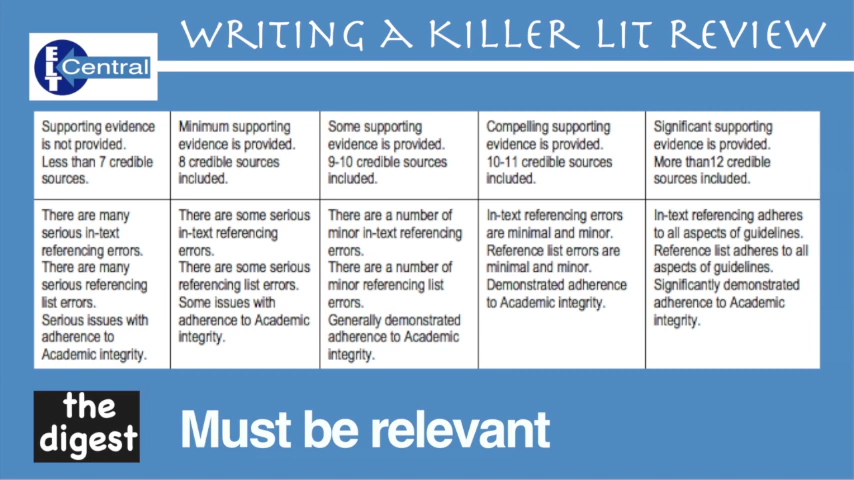 WRITING A KILLER LIT REVIEW
ELT
Central
Supporting evidence
is not provided.
Less than 7 credible
sources.
Minimum supporting
evidence is provided.
8 credible sources
included.
Some supporting
evidence is provided.
9-10 credible sources
included.
Compelling supporting
evidence is provided.
10-11 credible sources
included.
Significant supporting
evidence is provided.
More than12 credible
sources included.
There are many
serious in-text
referencing errors.
There are many
serious referencing
list errors.
Serious issues with
adherence to
Academic integrity.
There are some serious
in-text referencing
errors.
There are some serious
referencing list errors.
Some issues with
adherence to Academic
integrity.
There are a number of
minor in-text referencing
errors.
There are a number of
minor referencing list
errors.
Generally demonstrated
adherence to Academic
integrity.
In-text referencing errors
are minimal and minor.
Reference list errors are
minimal and minor.
Demonstrated adherence
to Academic integrity.
In-text referencing adheres
to all aspects of guidelines.
Reference list adheres to all
aspects of guidelines.
Significantly demonstrated
adherence to Academic
integrity.
the
digest
Must be relevant